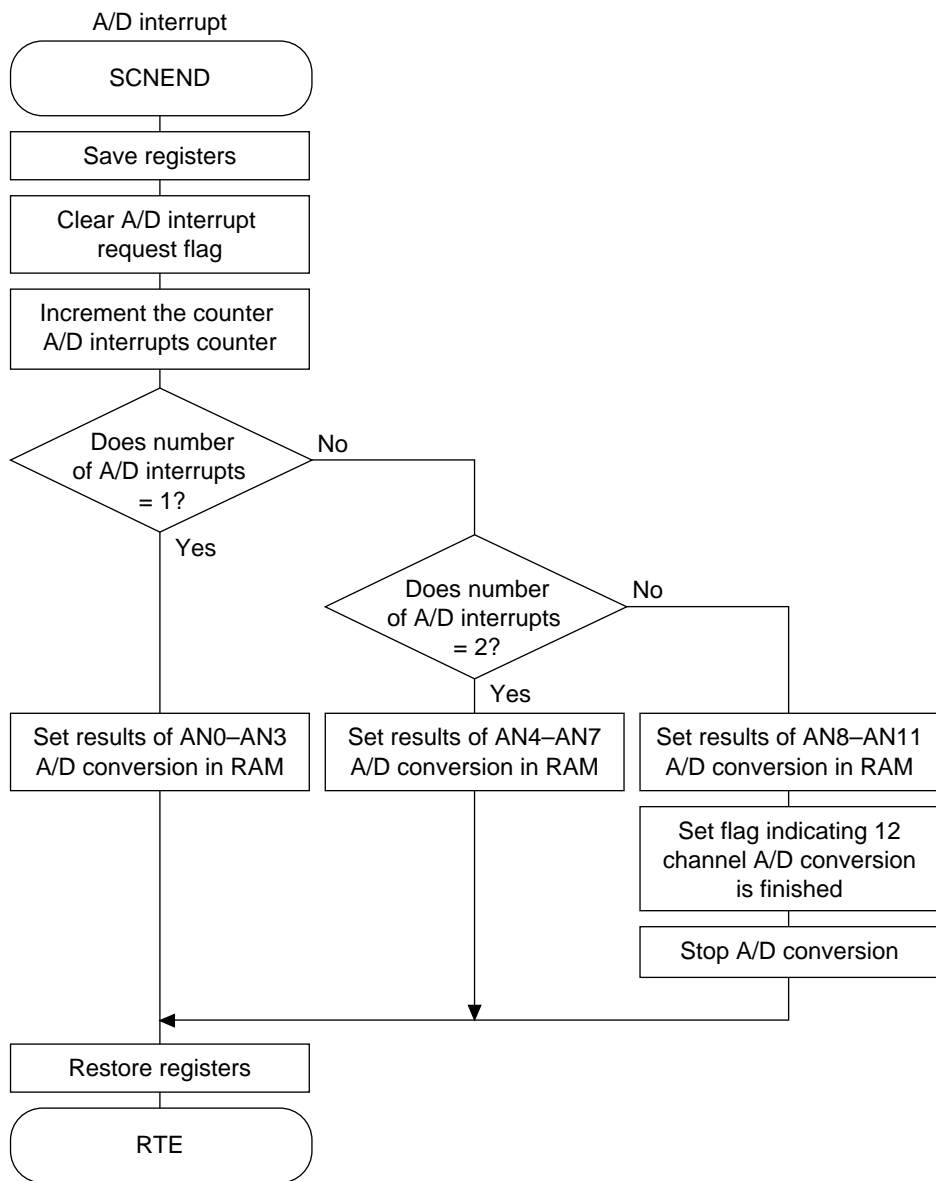 A/D interrupt
SCNEND
Save registers
Clear A/D interrupt
request flag
Increment the counter
A/D interrupts counter
Does number
of A/D interrupts
= 1?
No
Yes
Does number
of A/D interrupts
= 2?
No
Yes
Set results of AN0–AN3
A/D conversion in RAM
Set results of AN4–AN7
A/D conversion in RAM
Set results of AN8–AN11
A/D conversion in RAM
Set flag indicating 12
channel A/D conversion
is finished
Stop A/D conversion
Restore registers
RTE